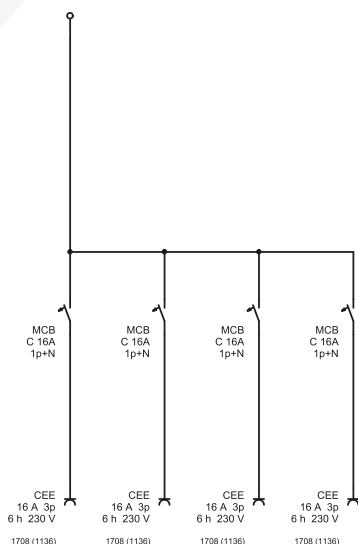 MCB MCB MCB MCB
C 16A C 16A C 16A C 16A
1p+N 1p+N 1p+N 1p+N
CEE CEE CEE CEE
16 A 3p 16 A 3p 16 A 3p 16 A 3p
6 h 230 V 6 h 230 V 6 h 230 V 6 h 230 V
1708 (1136) 1708 (1136) 1708 (1136) 1708 (1136)